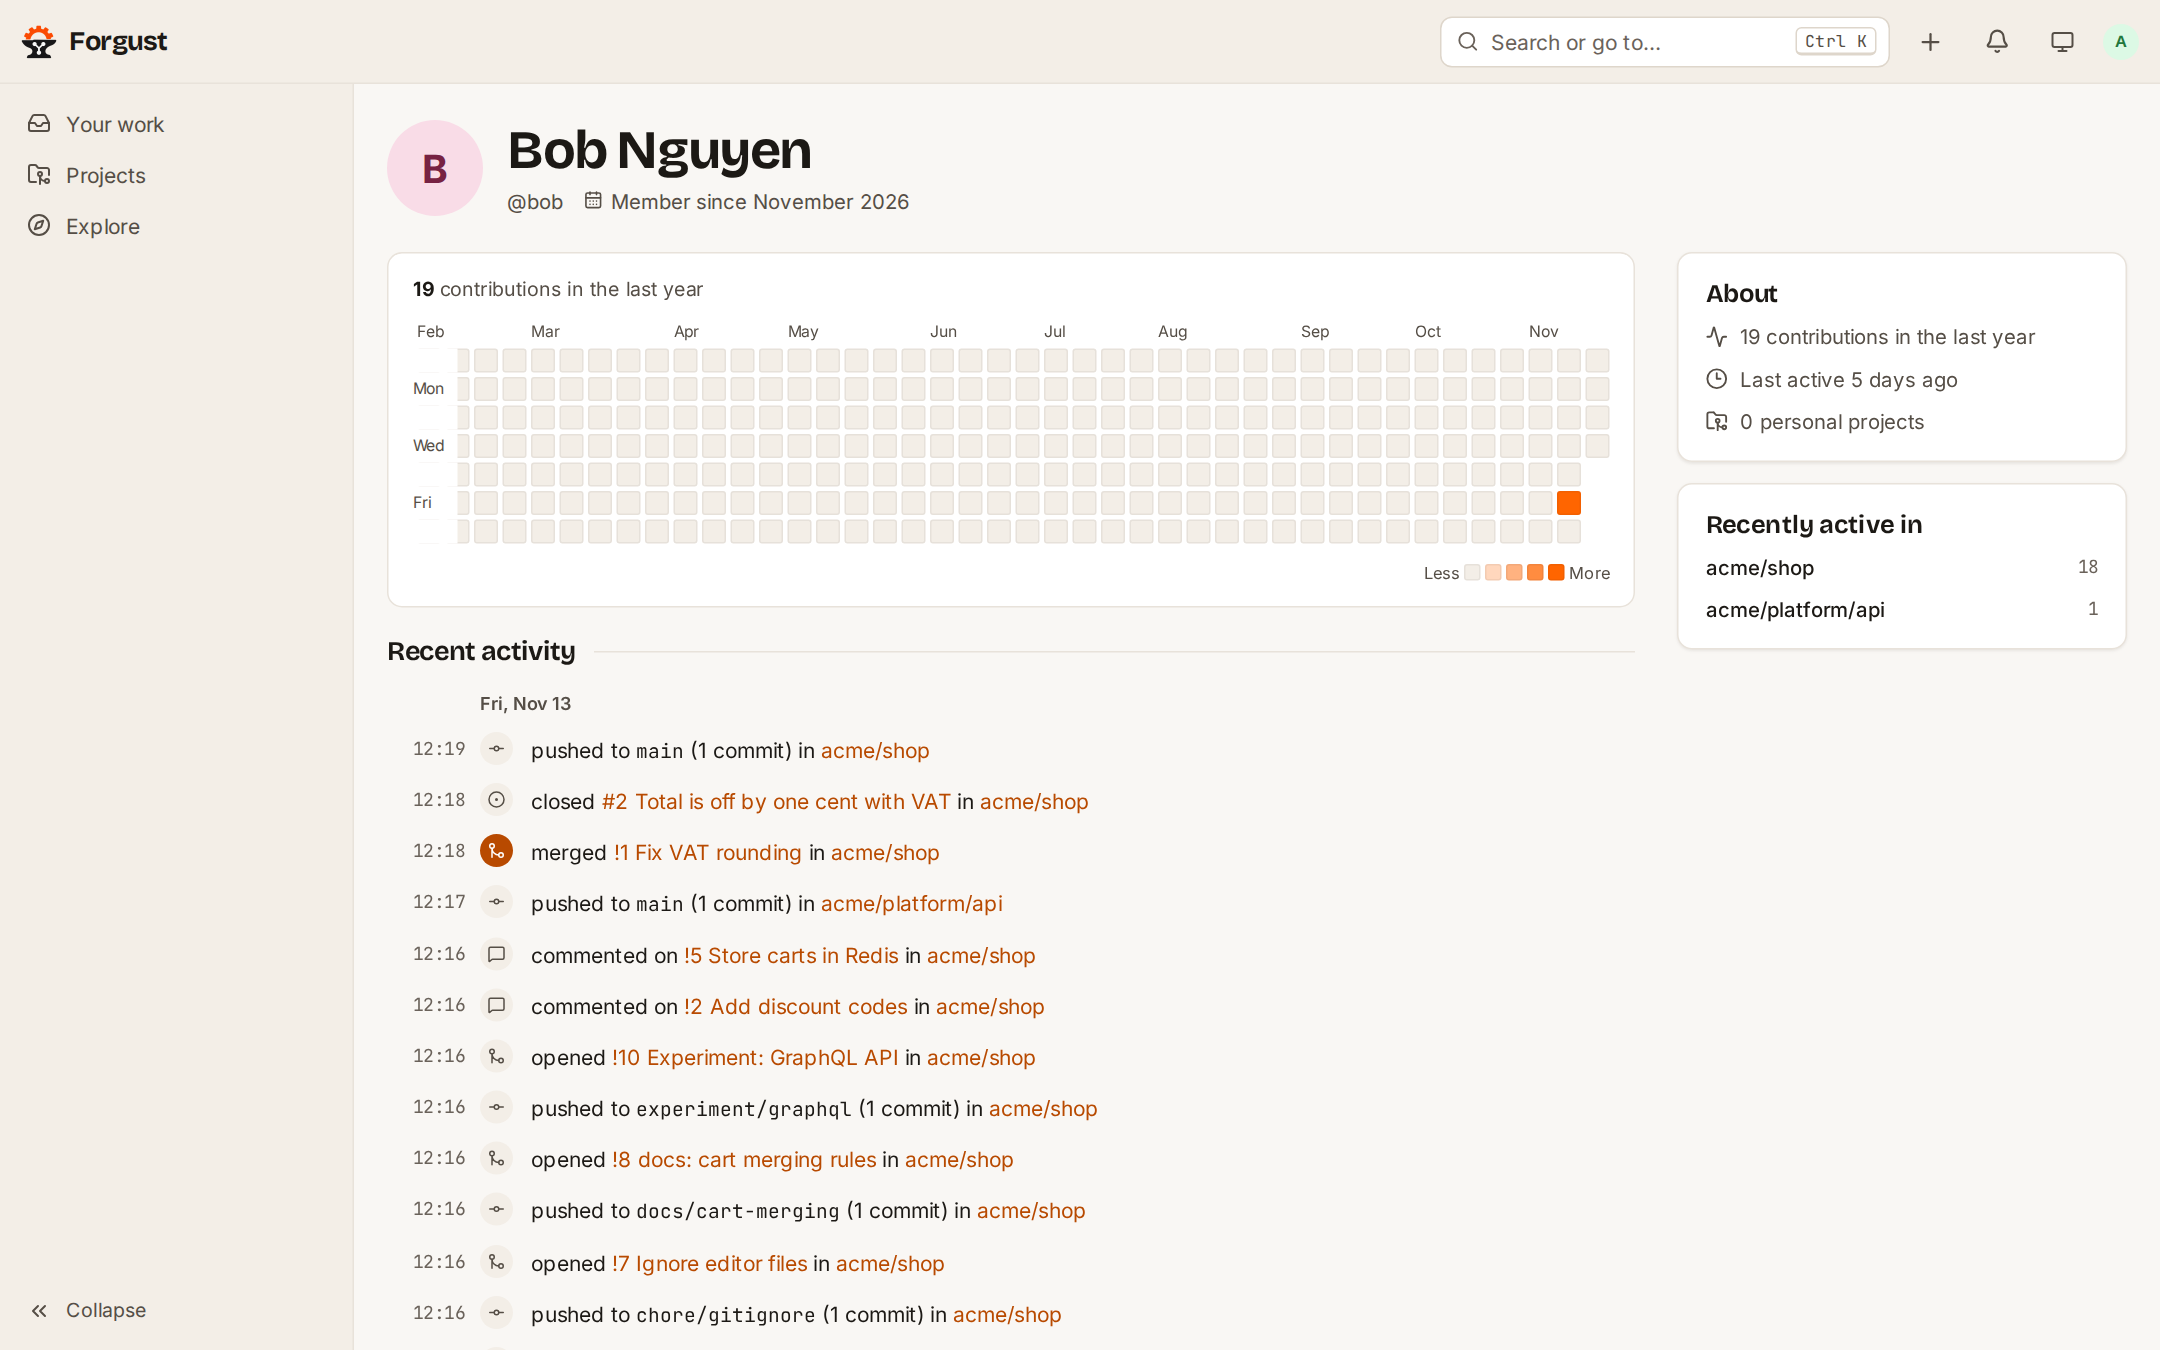 Forgust
Search or go to...
Ctrl K
A
Your work
Projects
Explore
B
Bob Nguyen
@bob
Member since November 2026
19 contributions in the last year
Feb Mar Apr May Jun Jul Aug Sep Oct Nov
Mon
Wed
Fri
Less
More
Recent activity
Fri, Nov 13
12:19 pushed to main (1 commit) in acme/shop
12:18 closed #2 Total is off by one cent with VAT in acme/shop
12:18 merged !1 Fix VAT rounding in acme/shop
12:17 pushed to main (1 commit) in acme/platform/api
12:16 commented on !5 Store carts in Redis in acme/shop
12:16 commented on !2 Add discount codes in acme/shop
12:16 opened !10 Experiment: GraphQL API in acme/shop
12:16 pushed to experiment/graphql (1 commit) in acme/shop
12:16 opened !8 docs: cart merging rules in acme/shop
12:16 pushed to docs/cart-merging (1 commit) in acme/shop
12:16 opened !7 Ignore editor files in acme/shop
12:16 pushed to chore/gitignore (1 commit) in acme/shop
About
19 contributions in the last year
Last active 5 days ago
0 personal projects
Recently active in
acme/shop 18
acme/platform/api 1
Collapse